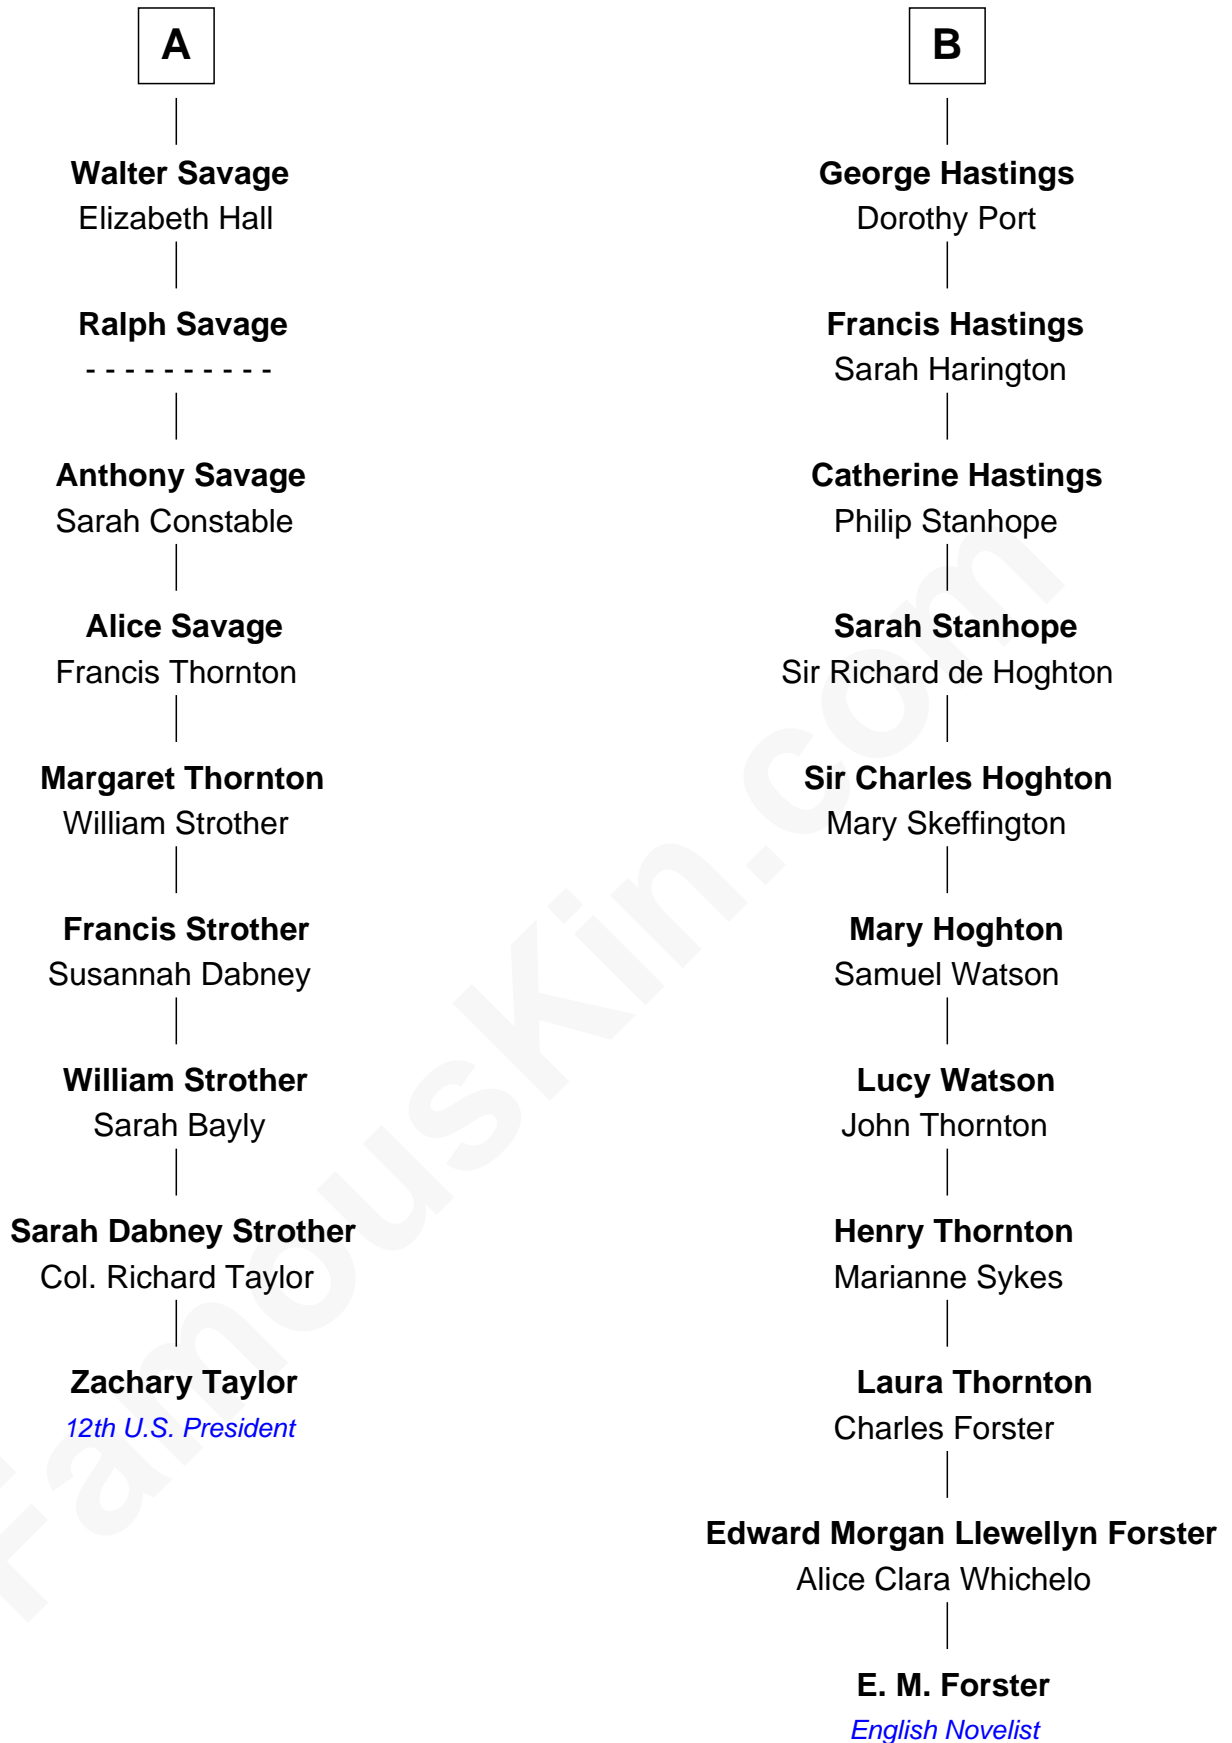 A
Walter Savage
Elizabeth Hall
Ralph Savage
- - - - - - - - - -
Anthony Savage
Sarah Constable
Alice Savage
Francis Thornton
Margaret Thornton
William Strother
Francis Strother
Susannah Dabney
William Strother
Sarah Bayly
Sarah Dabney Strother
Col. Richard Taylor
Zachary Taylor
12th U.S. President
B
George Hastings
Dorothy Port
Francis Hastings
Sarah Harington
Catherine Hastings
Philip Stanhope
Sarah Stanhope
Sir Richard de Hoghton
Sir Charles Hoghton
Mary Skeffington
Mary Hoghton
Samuel Watson
Lucy Watson
John Thornton
Henry Thornton
Marianne Sykes
Laura Thornton
Charles Forster
Edward Morgan Llewellyn Forster
Alice Clara Whichelo
E. M. Forster
English Novelist
FamousKin.com